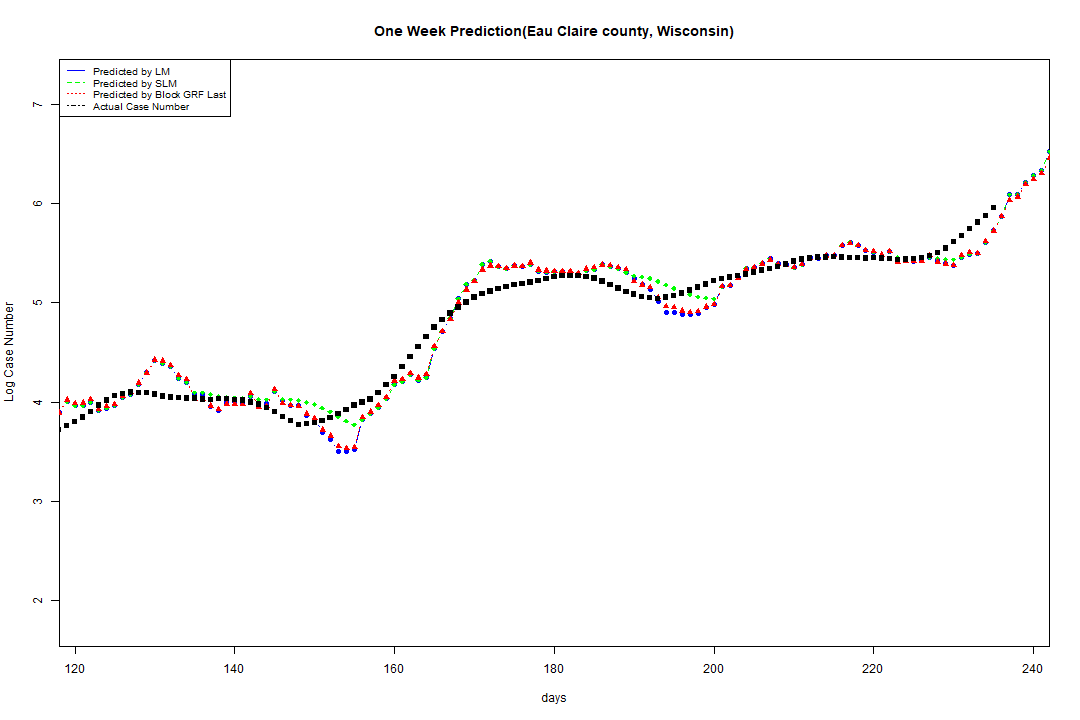 One Week Prediction(Eau Claire county, Wisconsin)
Predicted by LM
Predicted by SLM
Predicted by Block GRF Last
Actual Case Number
Log Case Number
7
6
5
4
3
2
120 140 160 180 200 220 240
days